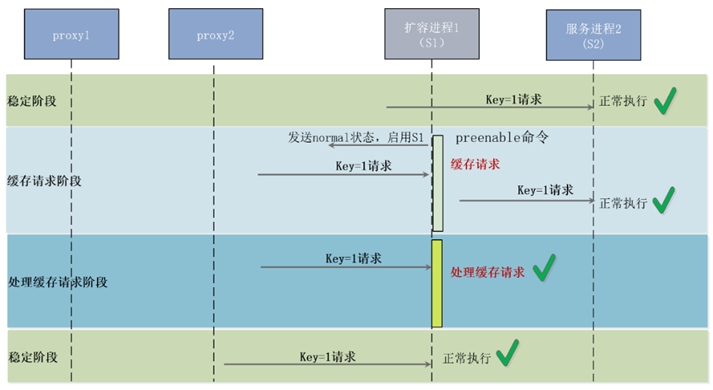 proxy1
proxy2
扩容进程1
（S1）
服务进程2
(S2)
稳定阶段
Key=1请求
正常执行
发送normal状态，启用S1
preenable命令
Key=1请求
缓存请求
缓存请求阶段
Key=1请求
正常执行
Key=1请求
处理缓存请求
处理缓存请求阶段
稳定阶段
Key=1请求
正常执行